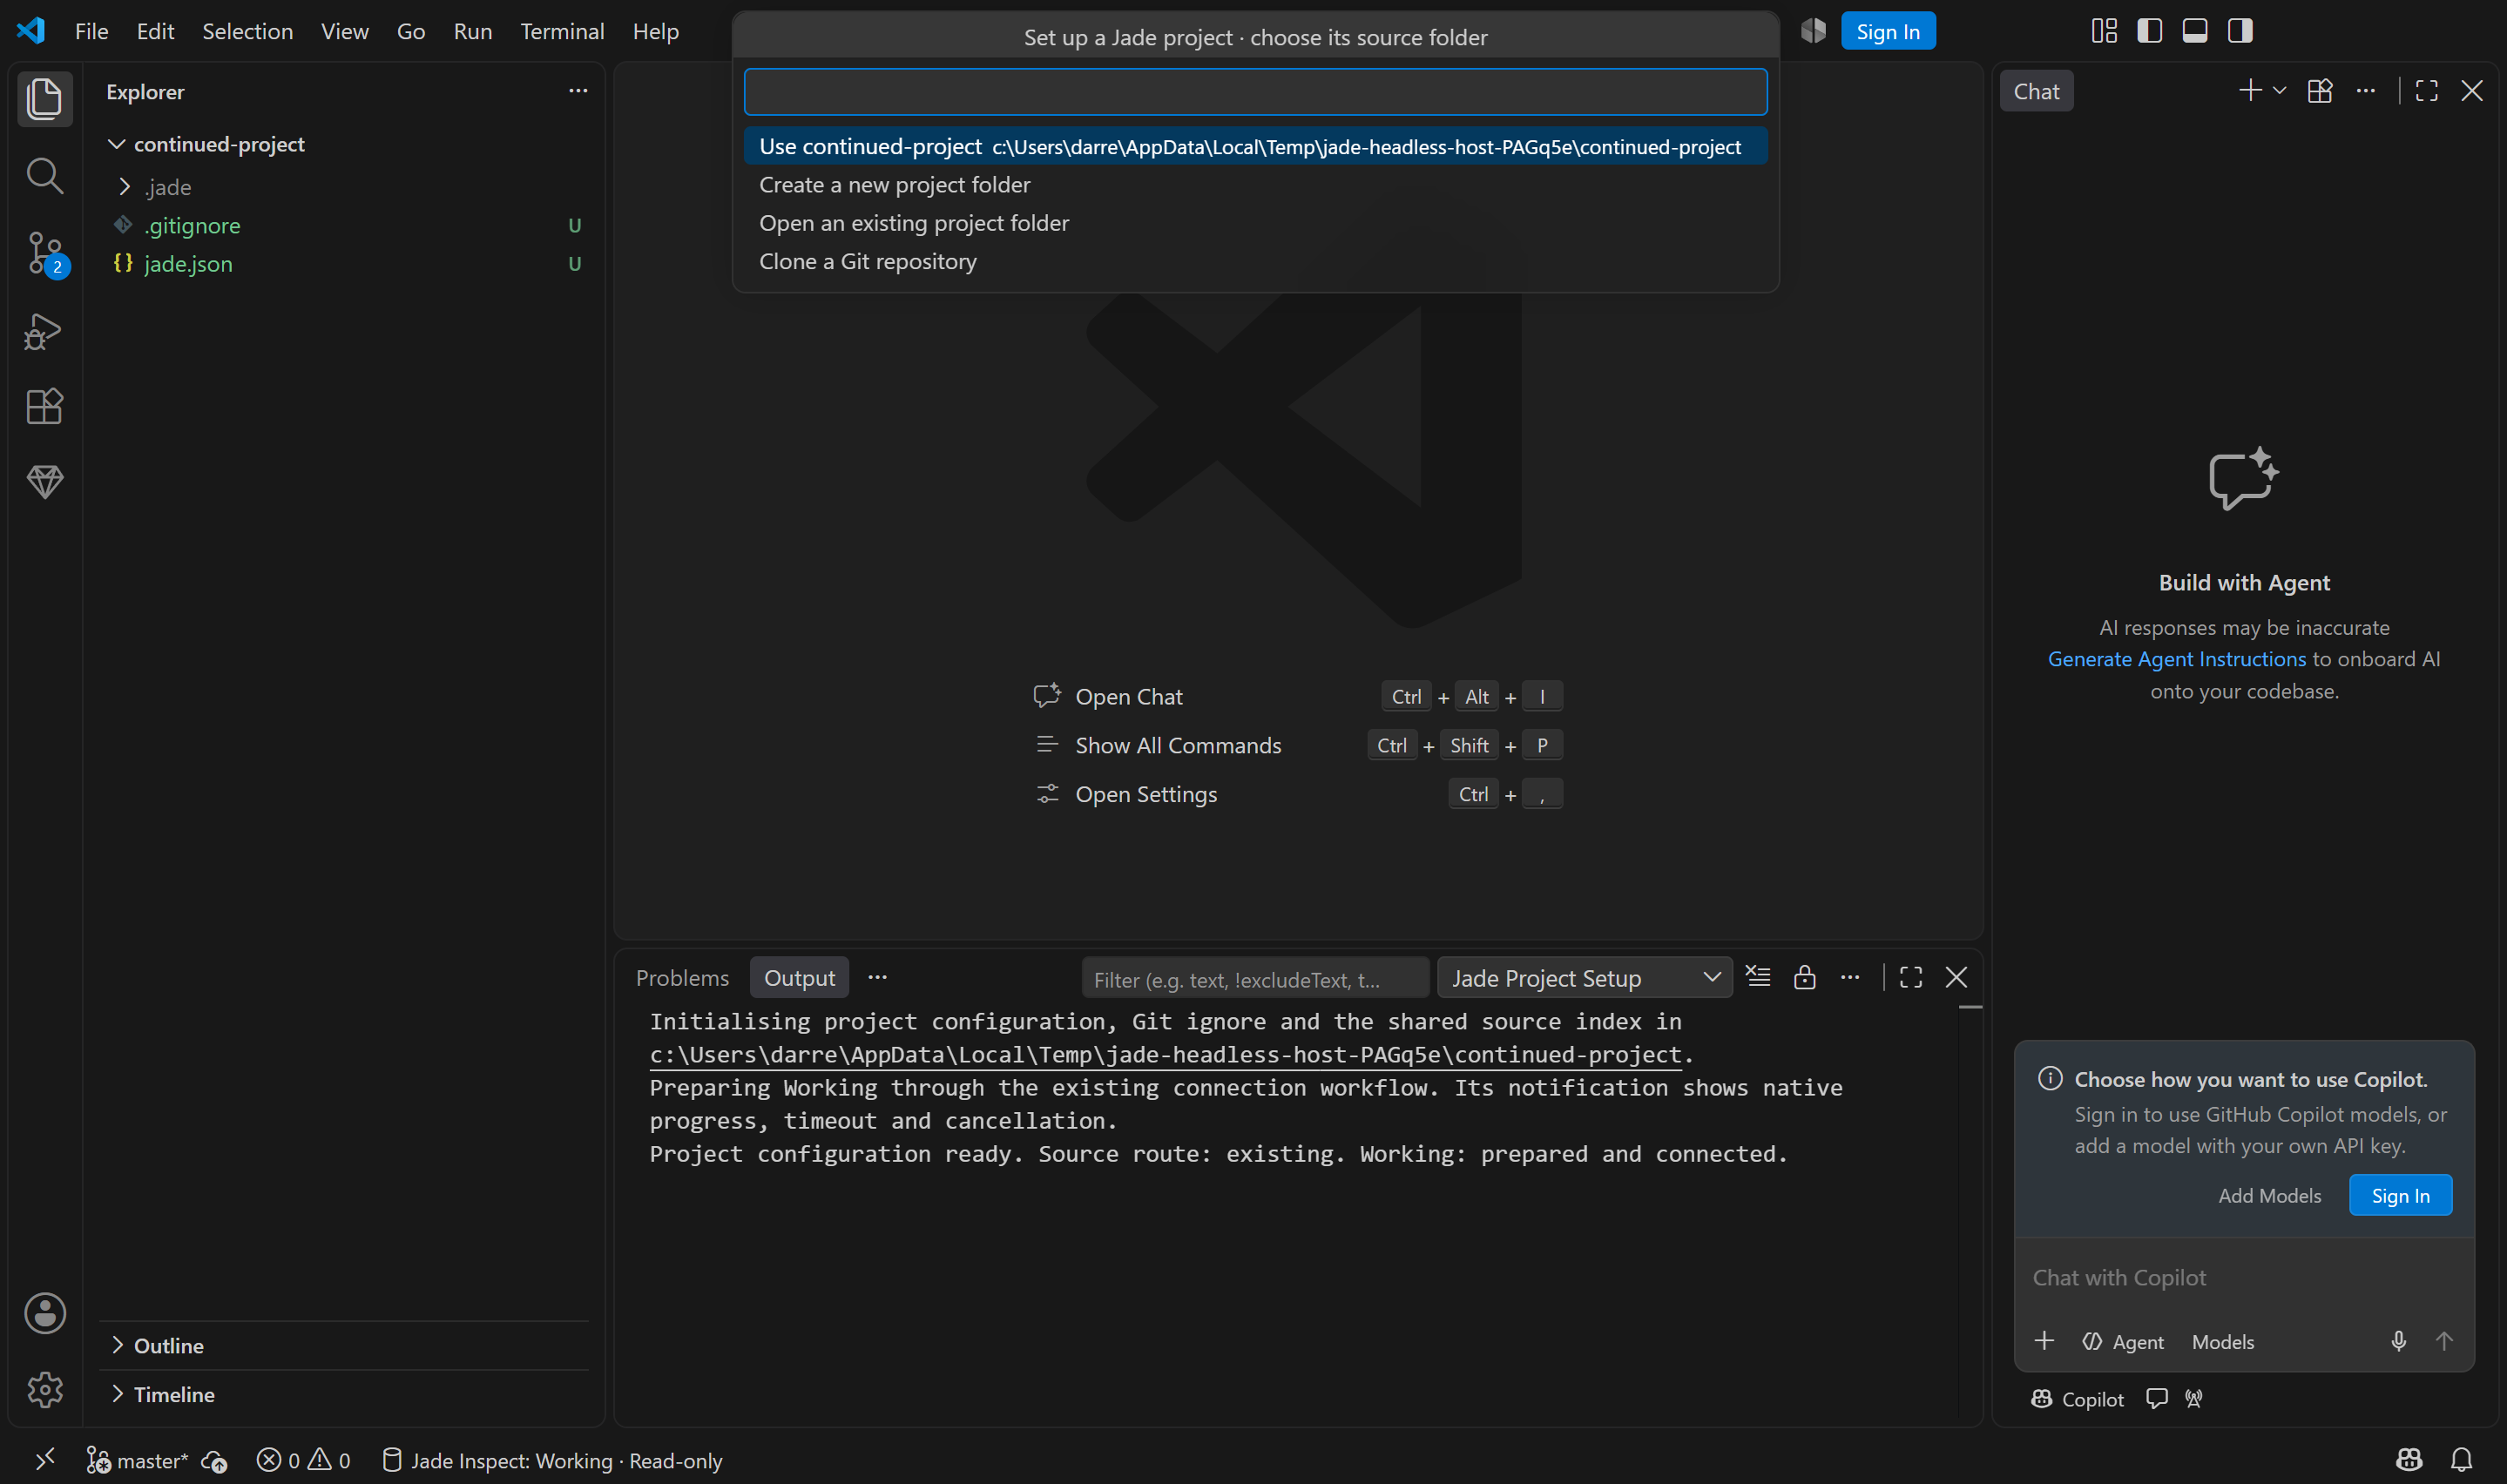 File Edit Selection View Go Run Terminal Help
Set up a Jade project · choose its source folder
Sign In
Use continued-project c:\Users\darre\AppData\Local\Temp\jade-headless-host-PAGq5e\continued-project
Create a new project folder
Open an existing project folder
Clone a Git repository
Explorer
continued-project
.jade
.gitignore U
jade.json U
2
Open Chat Ctrl + Alt + I
Show All Commands Ctrl + Shift + P
Open Settings Ctrl + ,
Problems Output Filter (e.g. text, !excludeText, t... Jade Project Setup
Initialising project configuration, Git ignore and the shared source index in
c:\Users\darre\AppData\Local\Temp\jade-headless-host-PAGq5e\continued-project.
Preparing Working through the existing connection workflow. Its notification shows native
progress, timeout and cancellation.
Project configuration ready. Source route: existing. Working: prepared and connected.
Chat
Build with Agent
AI responses may be inaccurate
Generate Agent Instructions to onboard AI
onto your codebase.
Choose how you want to use Copilot.
Sign in to use GitHub Copilot models, or
add a model with your own API key.
Add Models Sign In
Chat with Copilot
Agent Models
Copilot
Outline
Timeline
master* 0 0 Jade Inspect: Working · Read-only